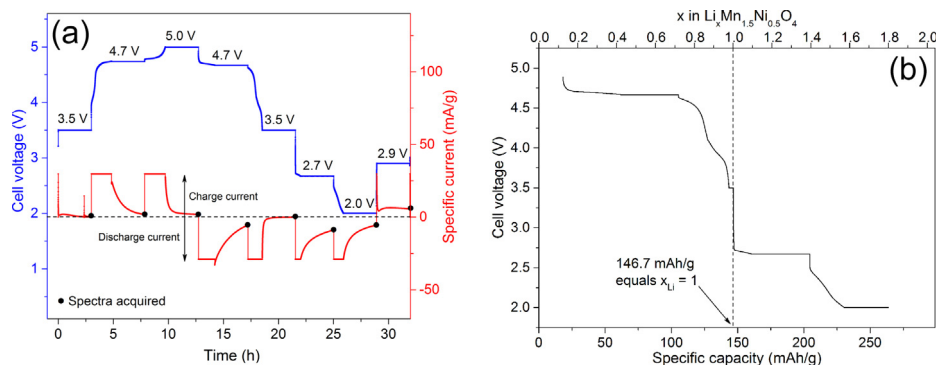 (a)
5.0 V
4.7 V
4.7 V
3.5 V
3.5 V
2.9 V
2.7 V
2.0 V
Charge current
Discharge current
● Spectra acquired
Cell voltage (V)
5
4
3
2
1
Specific current (mA/g)
100
50
0
-25
-50
0 5 10 15 20 25 30
Time (h)
x in LiₓMn₁.₅Ni₀.₅O₄
0.0 0.2 0.4 0.6 0.8 1.0 1.2 1.4 1.6 1.8 2.0
(b)
Cell voltage (V)
5.0
4.5
4.0
3.5
3.0
2.5
2.0
146.7 mAh/g
equals x_Li = 1
0 50 100 150 200 250
Specific capacity (mAh/g)